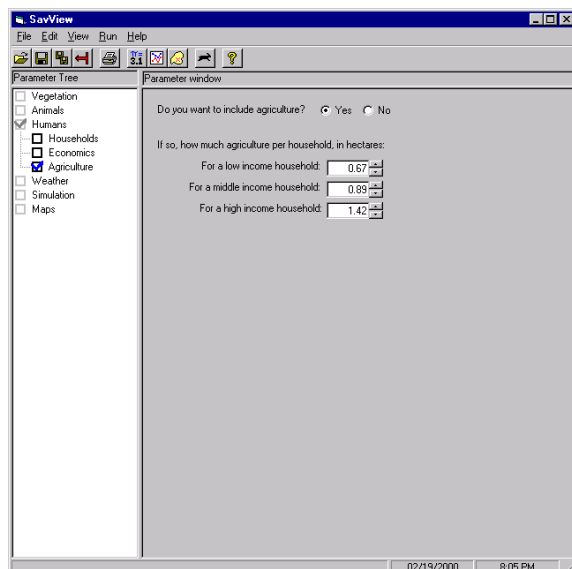 SavView
File Edit View Run Help
Parameter Tree
Parameter window
Vegetation
Animals
Humans
Households
Economics
Agriculture
Weather
Simulation
Maps
Do you want to include agriculture? Yes No
If so, how much agriculture per household, in hectares:
For a low income household: 0.67
For a middle income household: 0.89
For a high income household: 1.42
02/19/2000 8:05 PM